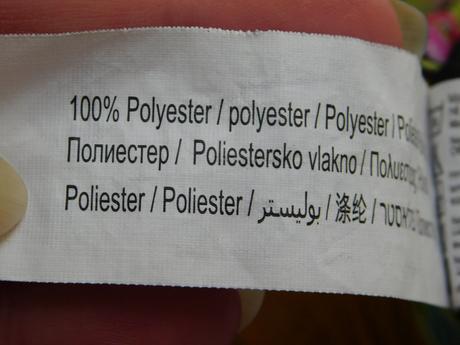 100% Polyester / polyester / Polyester /
Полиестер / Poliestersko vlakno /
Poliester / Poliester / بوليستر / 涤纶 /